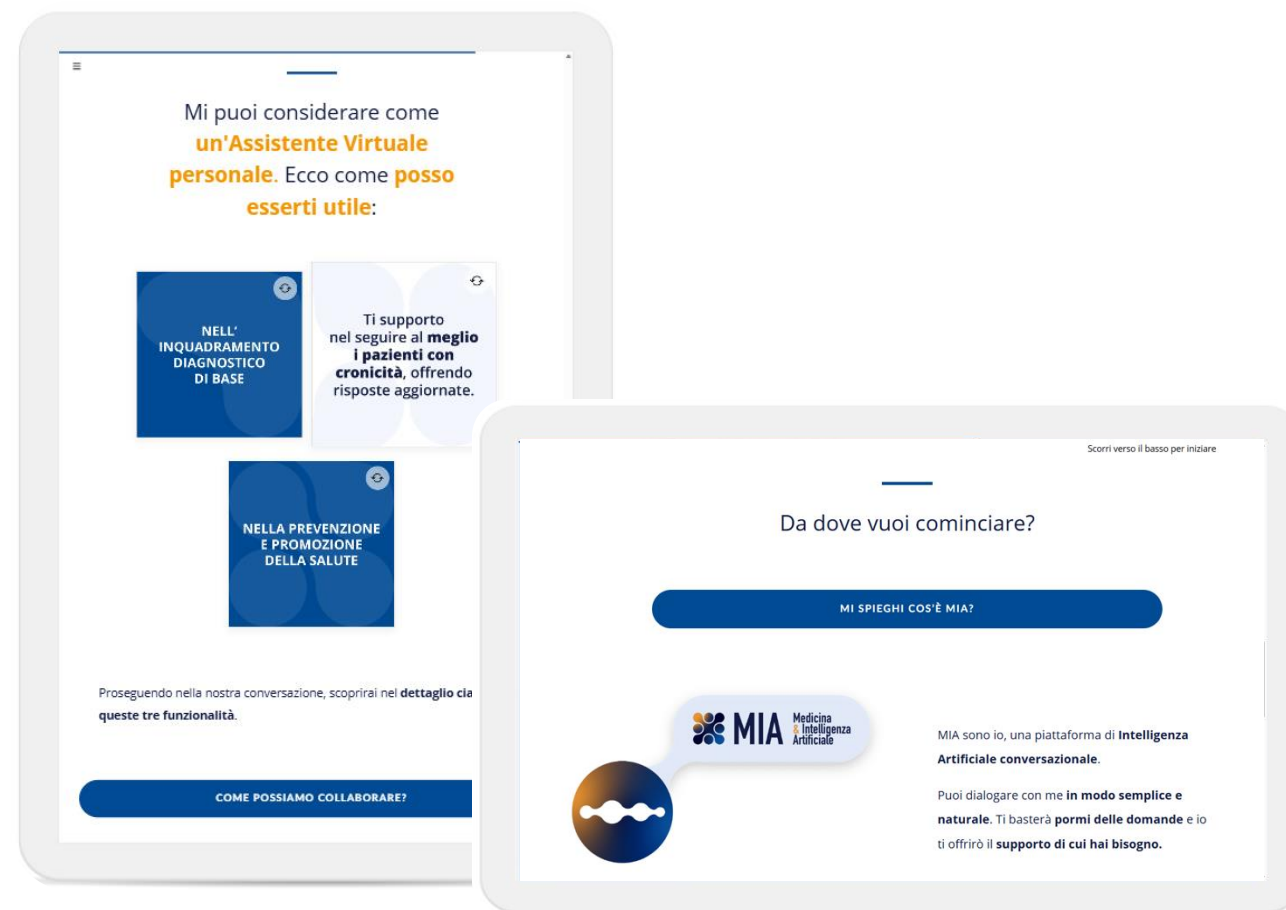 Mi puoi considerare come
un'Assistente Virtuale
personale. Ecco come posso
esserti utile:
NELL'
INQUADRAMENTO
DIAGNOSTICO
DI BASE
Ti supporto
nel seguire al meglio
i pazienti con
cronicità, offrendo
risposte aggiornate.
NELLA PREVENZIONE
E PROMOZIONE
DELLA SALUTE
Proseguendo nella nostra conversazione, scoprirai nel dettaglio
queste tre funzionalità.
COME POSSIAMO COLLABORARE?
Scorri verso il basso per iniziare
Da dove vuoi cominciare?
MI SPIEGHI COS'È MIA?
MIA Medicina
& Intelligenza
Artificiale
MIA sono io, una piattaforma di Intelligenza
Artificiale conversazionale.
Puoi dialogare con me in modo semplice e
naturale. Ti basterà pormi delle domande e io
ti offrirò il supporto di cui hai bisogno.